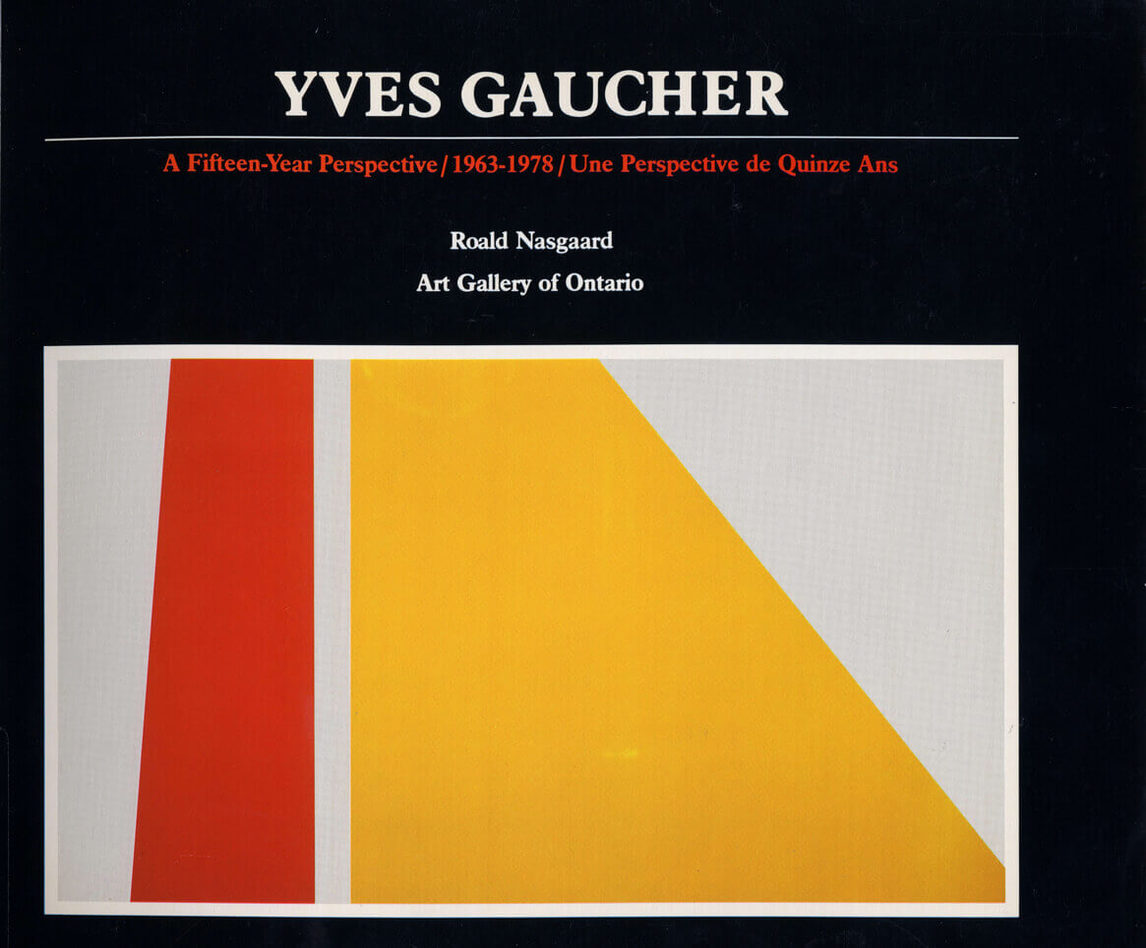 YVES GAUCHER
A Fifteen-Year Perspective/1963-1978/Une Perspective de Quinze Ans
Roald Nasgaard
Art Gallery of Ontario